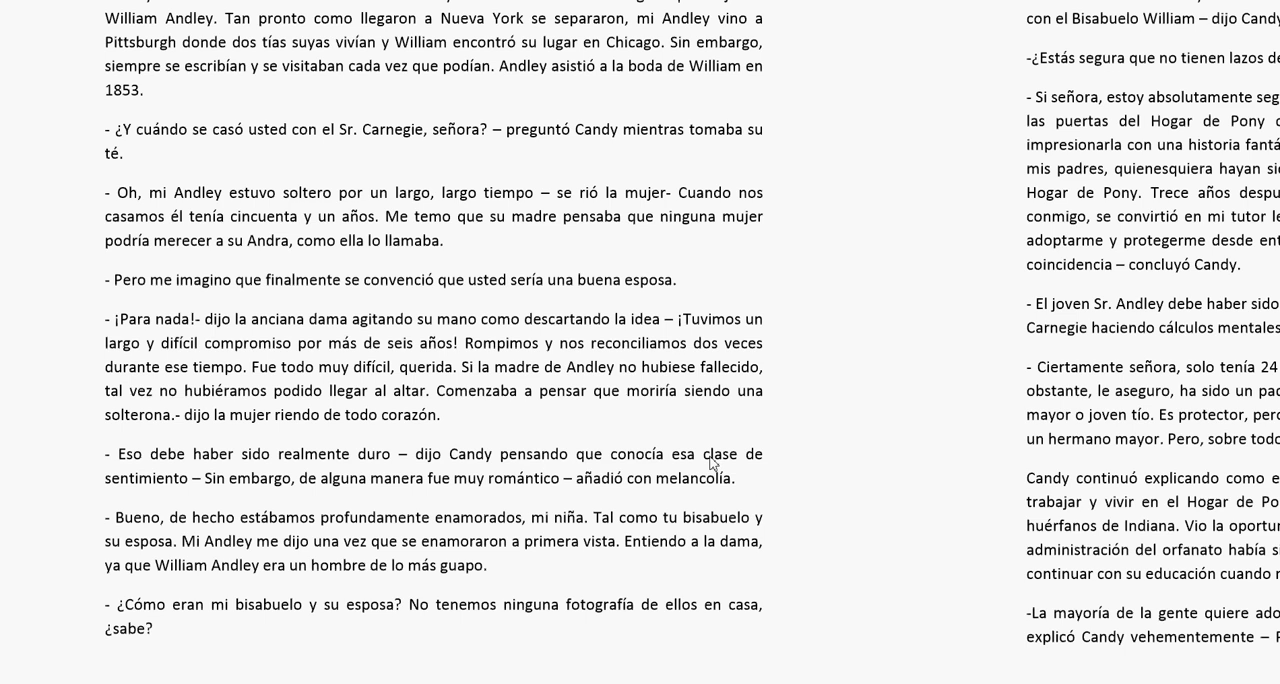 William Andley. Tan pronto como llegaron a Nueva York se separaron, mi Andley vino a
Pittsburgh donde dos tías suyas vivían y William encontró su lugar en Chicago. Sin embargo,
siempre se escribían y se visitaban cada vez que podían. Andley asistió a la boda de William en
1853.
- ¿Y cuándo se casó usted con el Sr. Carnegie, señora? – preguntó Candy mientras tomaba su
té.
- Oh, mi Andley estuvo soltero por un largo, largo tiempo – se rió la mujer- Cuando nos
casamos él tenía cincuenta y un años. Me temo que su madre pensaba que ninguna mujer
podría merecer a su Andra, como ella lo llamaba.
- Pero me imagino que finalmente se convenció que usted sería una buena esposa.
- ¡Para nada!- dijo la anciana dama agitando su mano como descartando la idea – ¡Tuvimos un
largo y difícil compromiso por más de seis años! Rompimos y nos reconciliamos dos veces
durante ese tiempo. Fue todo muy difícil, querida. Si la madre de Andley no hubiese fallecido,
tal vez no hubiéramos podido llegar al altar. Comenzaba a pensar que moriría siendo una
solterona.- dijo la mujer riendo de todo corazón.
- Eso debe haber sido realmente duro – dijo Candy pensando que conocía esa clase de
sentimiento – Sin embargo, de alguna manera fue muy romántico – añadió con melancolía.
- Bueno, de hecho estábamos profundamente enamorados, mi niña. Tal como tu bisabuelo y
su esposa. Mi Andley me dijo una vez que se enamoraron a primera vista. Entiendo a la dama,
ya que William Andley era un hombre de lo más guapo.
- ¿Cómo eran mi bisabuelo y su esposa? No tenemos ninguna fotografía de ellos en casa,
¿sabe?
con el Bisabuelo William – dijo Candy
-¿Estás segura que no tienen lazos de
- Si señora, estoy absolutamente seg
las puertas del Hogar de Pony
impresionarla con una historia fantá
mis padres, quienesquiera hayan si
Hogar de Pony. Trece años despu
conmigo, se convirtió en mi tutor le
adoptarme y protegerme desde ent
coincidencia – concluyó Candy.
- El joven Sr. Andley debe haber sido
Carnegie haciendo cálculos mentales
- Ciertamente señora, solo tenía 24
obstante, le aseguro, ha sido un pad
mayor o joven tío. Es protector, pero
un hermano mayor. Pero, sobre todo
Candy continuó explicando como e
trabajar y vivir en el Hogar de Po
huérfanos de Indiana. Vio la oportun
administración del orfanato había s
continuar con su educación cuando
-La mayoría de la gente quiere ado
explicó Candy vehementemente –